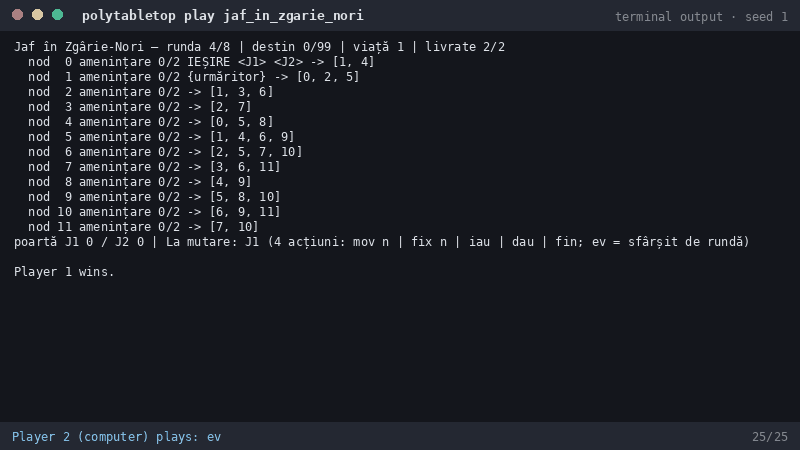 polytabletop play jaf_in_zgarie_nori
terminal output · seed 1
Jaf în Zgârie-Nori — runda 4/8 | destin 0/99 | viață 1 | livrate 2/2
nod 0 amenințare 0/2 IEȘIRE <J1> <J2> -> [1, 4]
nod 1 amenințare 0/2 {următritor} -> [0, 2, 5]
nod 2 amenințare 0/2 -> [1, 3, 6]
nod 3 amenințare 0/2 -> [2, 7]
nod 4 amenințare 0/2 -> [0, 5, 8]
nod 5 amenințare 0/2 -> [1, 4, 6, 9]
nod 6 amenințare 0/2 -> [2, 5, 7, 10]
nod 7 amenințare 0/2 -> [3, 6, 11]
nod 8 amenințare 0/2 -> [4, 9]
nod 9 amenințare 0/2 -> [5, 8, 10]
nod 10 amenințare 0/2 -> [6, 9, 11]
nod 11 amenințare 0/2 -> [7, 10]
poartă J1 0 / J2 0 | La mutare: J1 (4 acțiuni: mov n | fix n | iau | dau | fin; ev = sfârșit de rundă)
Player 1 wins.
Player 2 (computer) plays: ev
25/25